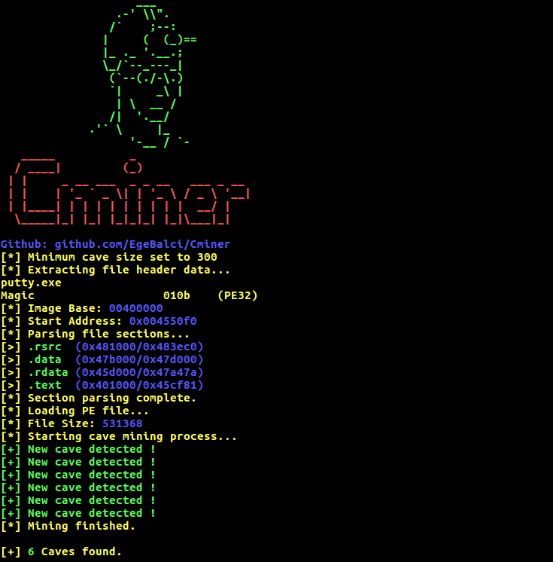 Cminer
Github: github.com/EgeBalci/Cminer
[*] Minimum cave size set to 300
[*] Extracting file header data...
putty.exe
Magic 010b (PE32)
[*] Image Base: 00400000
[*] Start Address: 0x004550f0
[*] Parsing file sections...
[>] .rsrc (0x481000/0x483ec0)
[>] .data (0x47b000/0x47d000)
[>] .rdata (0x45d000/0x47a47a)
[>] .text (0x401000/0x45cf81)
[*] Section parsing complete.
[*] Loading PE file...
[*] File Size: 531368
[*] Starting cave mining process...
[+] New cave detected !
[+] New cave detected !
[+] New cave detected !
[+] New cave detected !
[+] New cave detected !
[+] New cave detected !
[*] Mining finished.
[+] 6 Caves found.